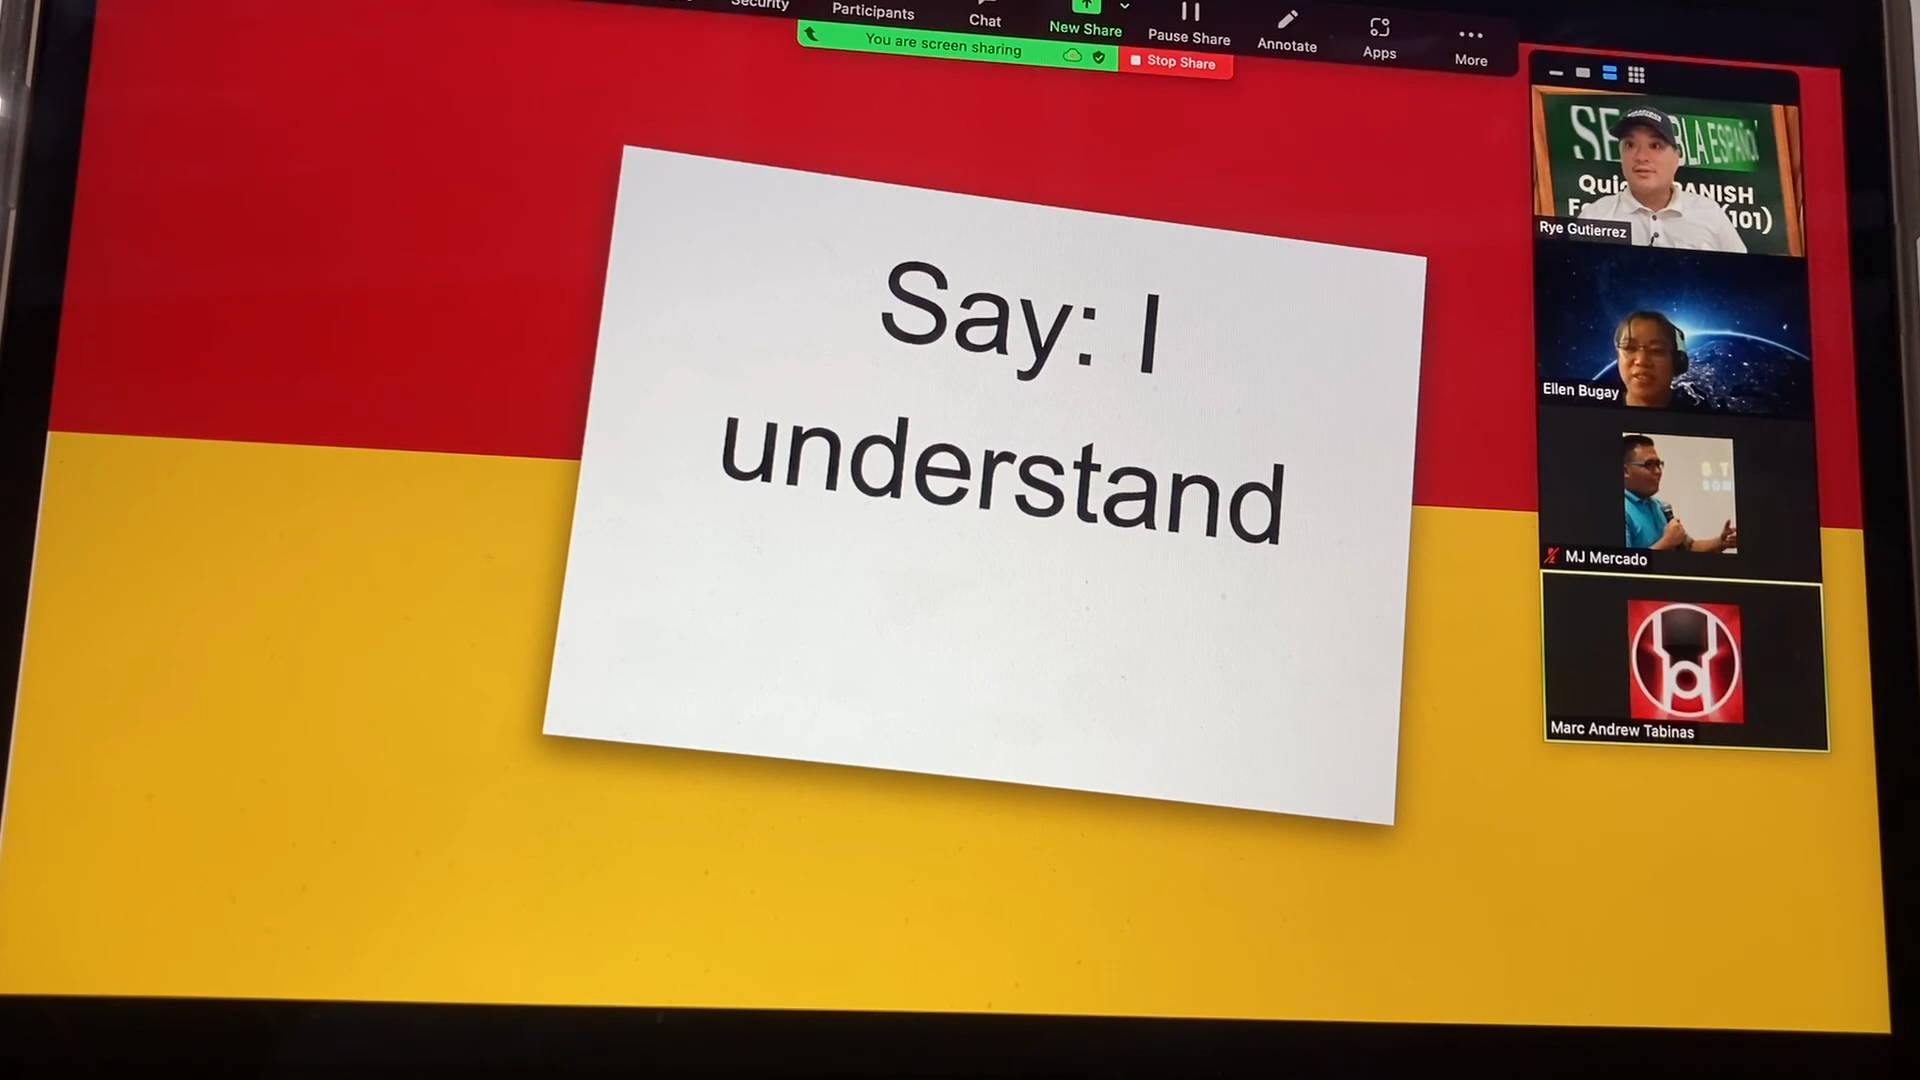 Security
Participants
Chat
New Share
Pause Share
Annotate
Apps
More
You are screen sharing
Stop Share
Say: I
understand
Rye Gutierrez
Ellen Bugay
MJ Mercado
Marc Andrew Tabinas